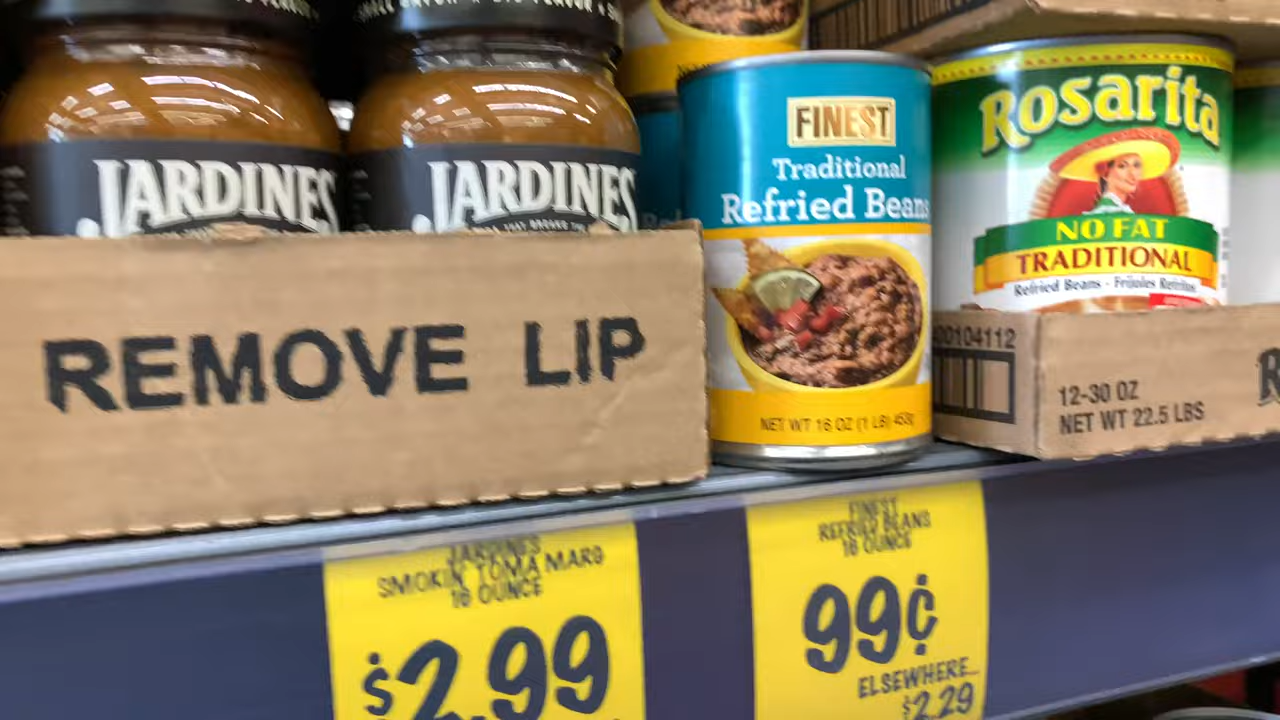 JARDINES
JARDINES
REMOVE LIP
FINEST
Traditional
Refried Beans
NET WT 16 OZ (1 LB) 453g
Rosarita
NO FAT
TRADITIONAL
Refried Beans - Frijoles Refritos
00104112
12-30 OZ
NET WT 22.5 LBS
R
JARDINES
SMOKIN' TOMA MARG
16 OUNCE
$2.99
FINEST
REFRIED BEANS
16 OUNCE
99¢
ELSEWHERE...
$2.29